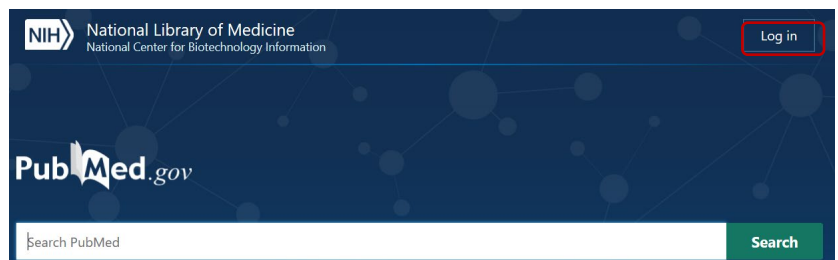 NIH
National Library of Medicine
National Center for Biotechnology Information
Log in
PubMed.gov
Search PubMed
Search